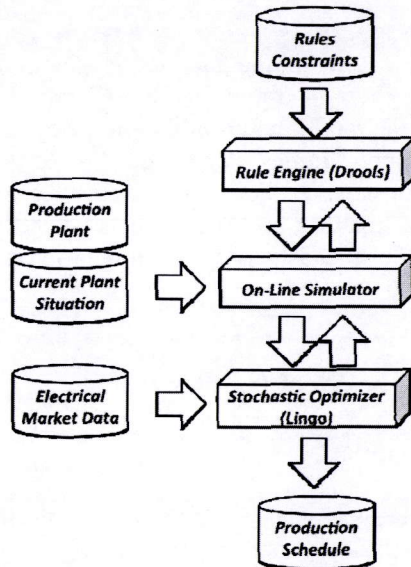 Rules
Constraints
Rule Engine (Drools)
Production
Plant
Current Plant
Situation
On-Line Simulator
Electrical
Market Data
Stochastic Optimizer
(Lingo)
Production
Schedule